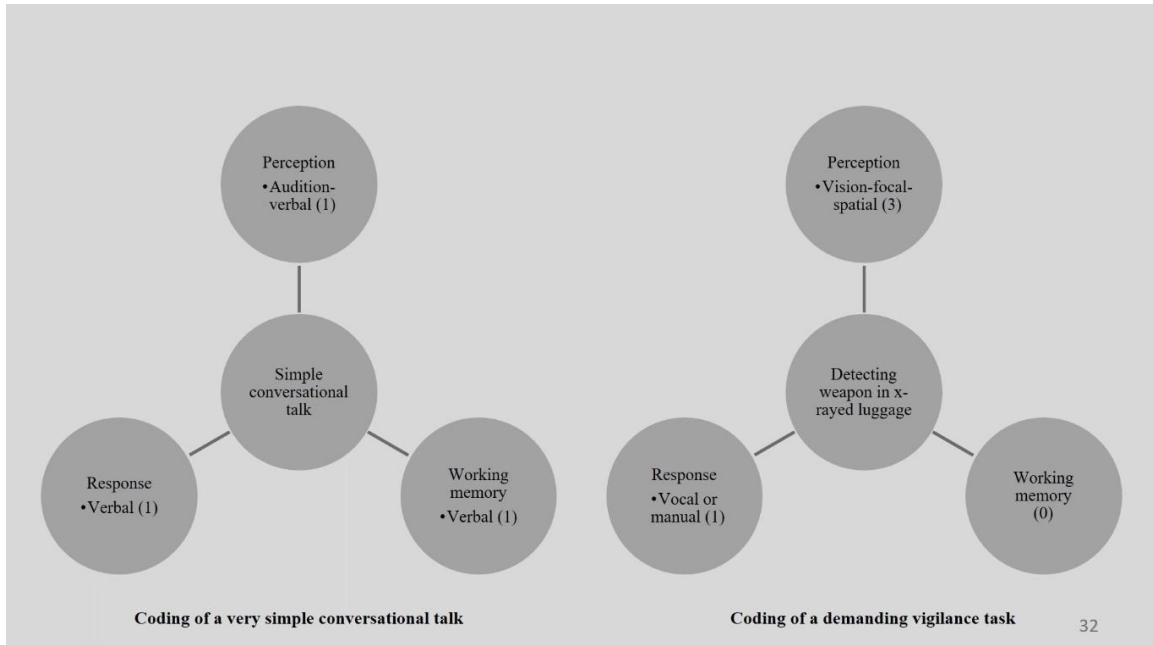 Perception
•Audition-
verbal (1)
Simple
conversational
talk
Response
•Verbal (1)
Working
memory
•Verbal (1)
Coding of a very simple conversational talk
Perception
•Vision-focal-
spatial (3)
Detecting
weapon in x-
rayed luggage
Response
•Vocal or
manual (1)
Working
memory
(0)
Coding of a demanding vigilance task
32